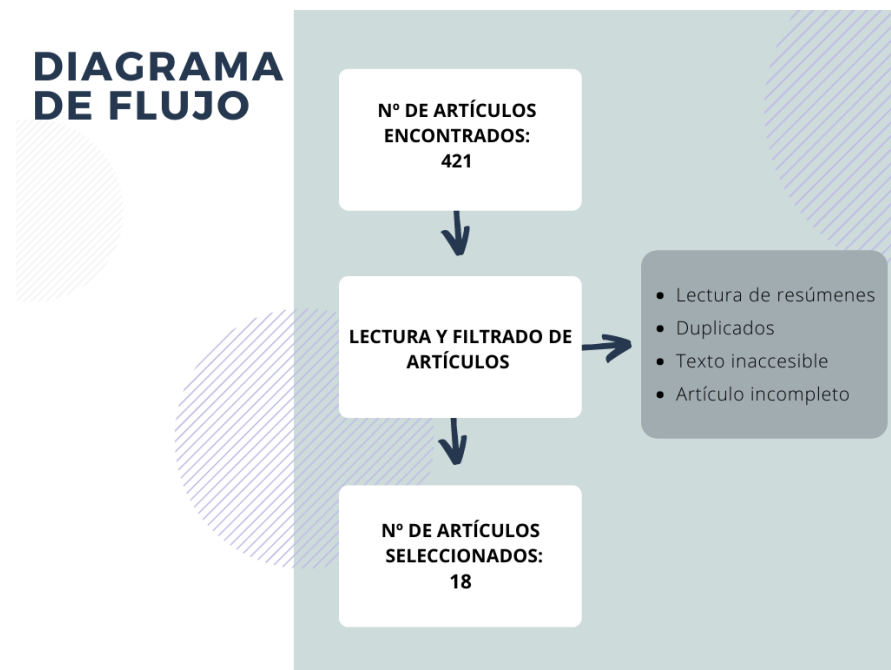 DIAGRAMA
DE FLUJO
Nº DE ARTÍCULOS
ENCONTRADOS:
421
LECTURA Y FILTRADO DE
ARTÍCULOS
• Lectura de resúmenes
• Duplicados
• Texto inaccesible
• Artículo incompleto
Nº DE ARTÍCULOS
SELECCIONADOS:
18